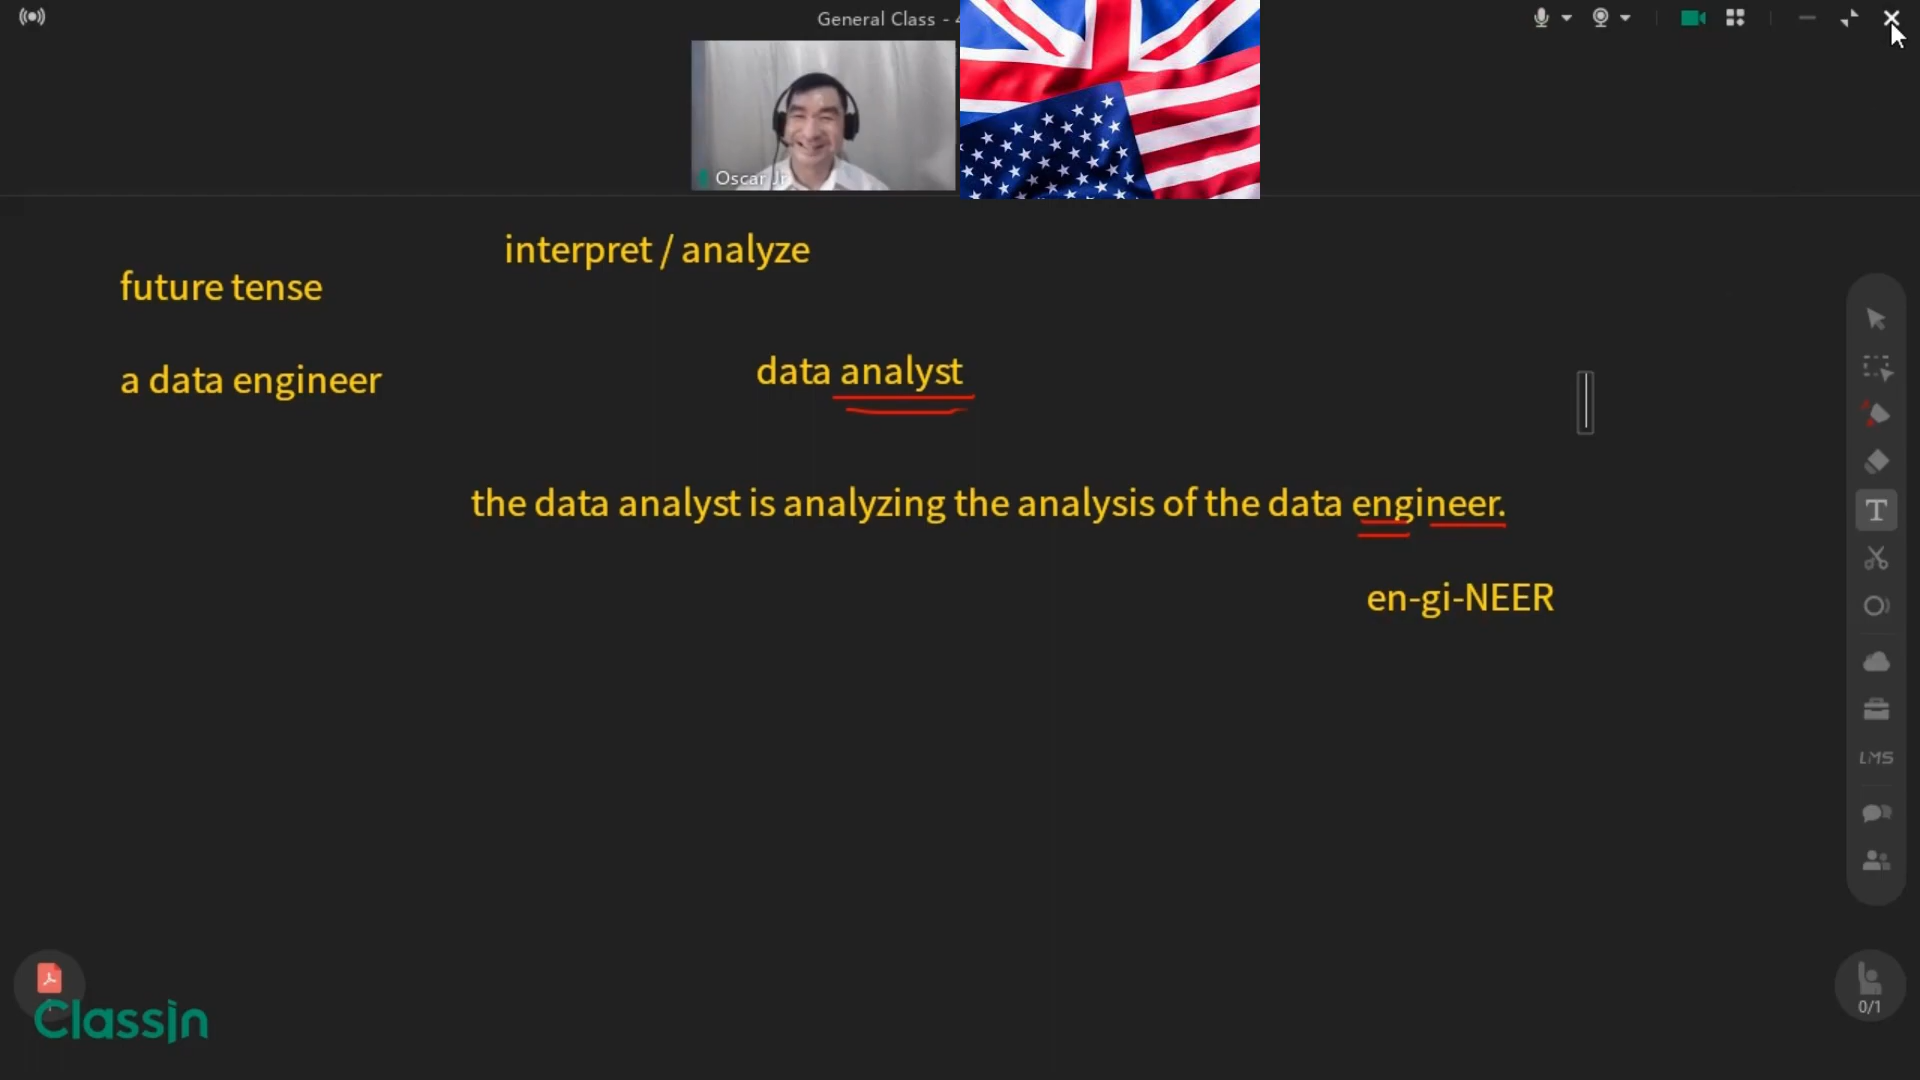 General Class - 4
Oscar Jr
interpret / analyze
future tense
data analyst
a data engineer
the data analyst is analyzing the analysis of the data engineer.
en-gi-NEER
LMS
0/1
ClassIn